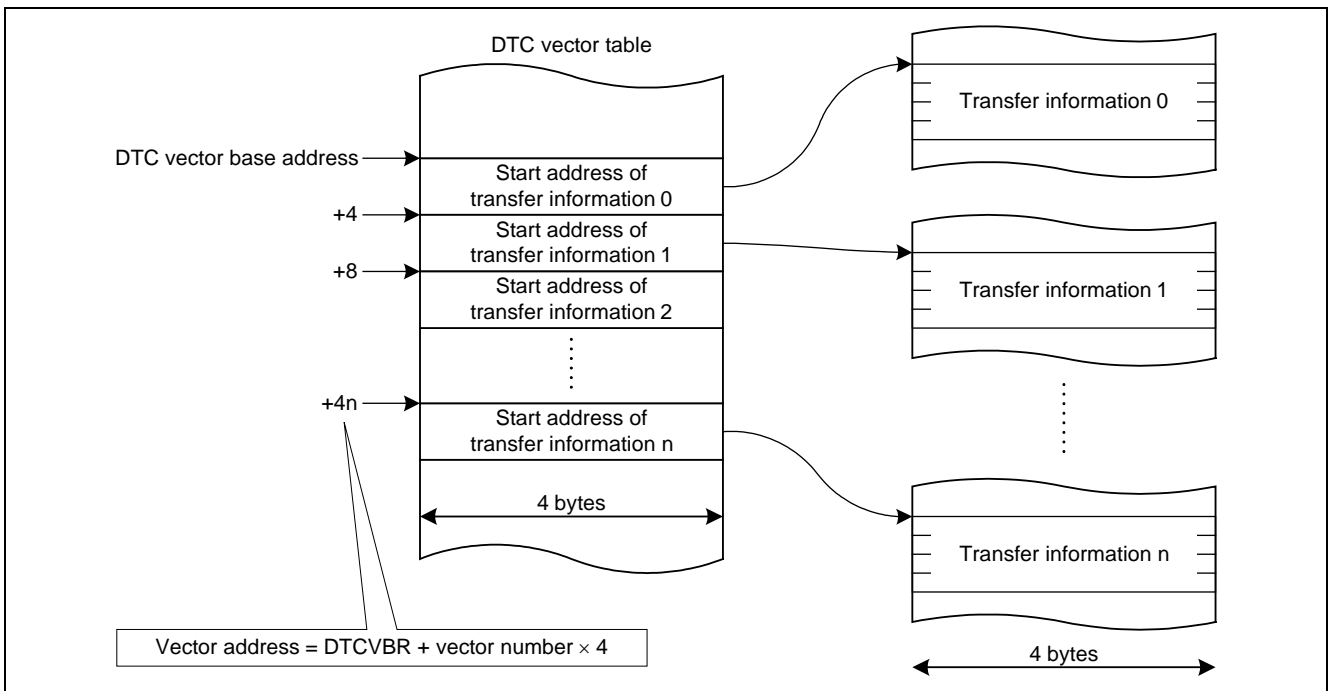 DTC vector table
DTC vector base address
Start address of
transfer information 0
+4
Start address of
transfer information 1
+8
Start address of
transfer information 2
+4n
Start address of
transfer information n
4 bytes
Vector address = DTCVBR + vector number × 4
Transfer information 0
Transfer information 1
Transfer information n
4 bytes